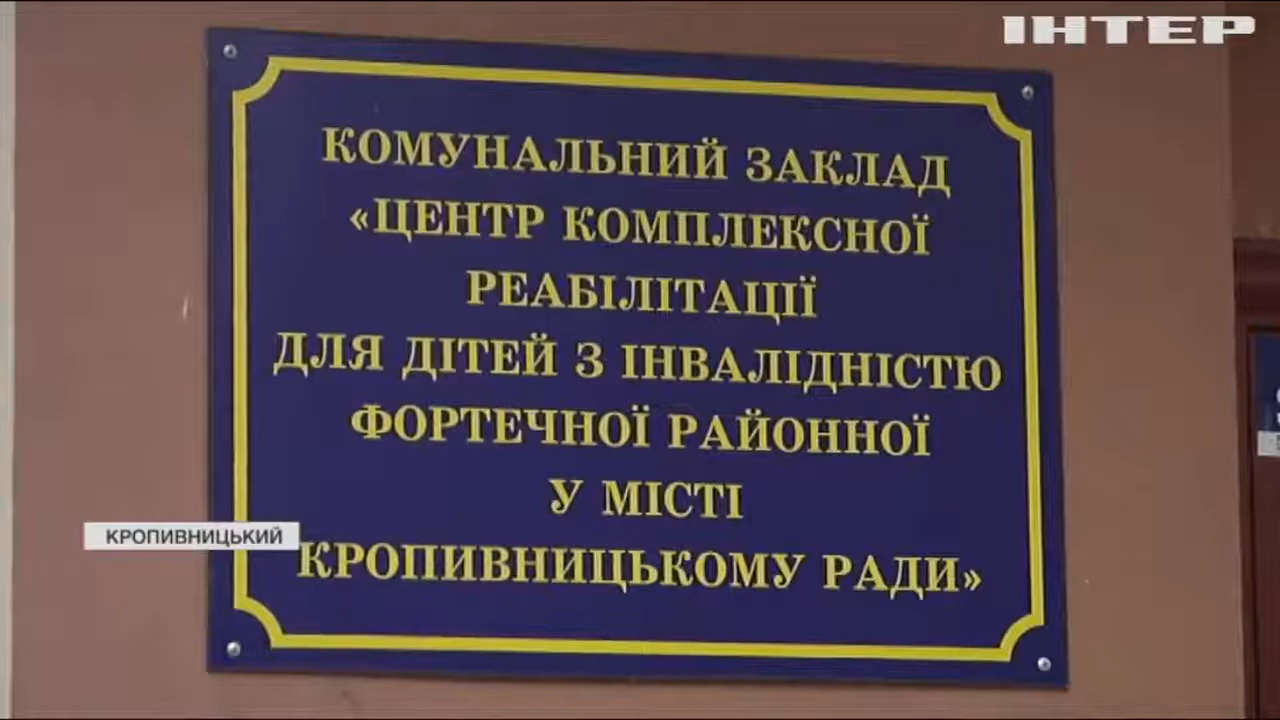 ІНТЕР
КОМУНАЛЬНИЙ ЗАКЛАД
«ЦЕНТР КОМПЛЕКСНОЇ
РЕАБІЛІТАЦІЇ
ДЛЯ ДІТЕЙ З ІНВАЛІДНІСТЮ
ФОРТЕЧНОЇ РАЙОННОЇ
У МІСТІ
КРОПИВНИЦЬКОМУ РАДИ»
КРОПИВНИЦЬКИЙ